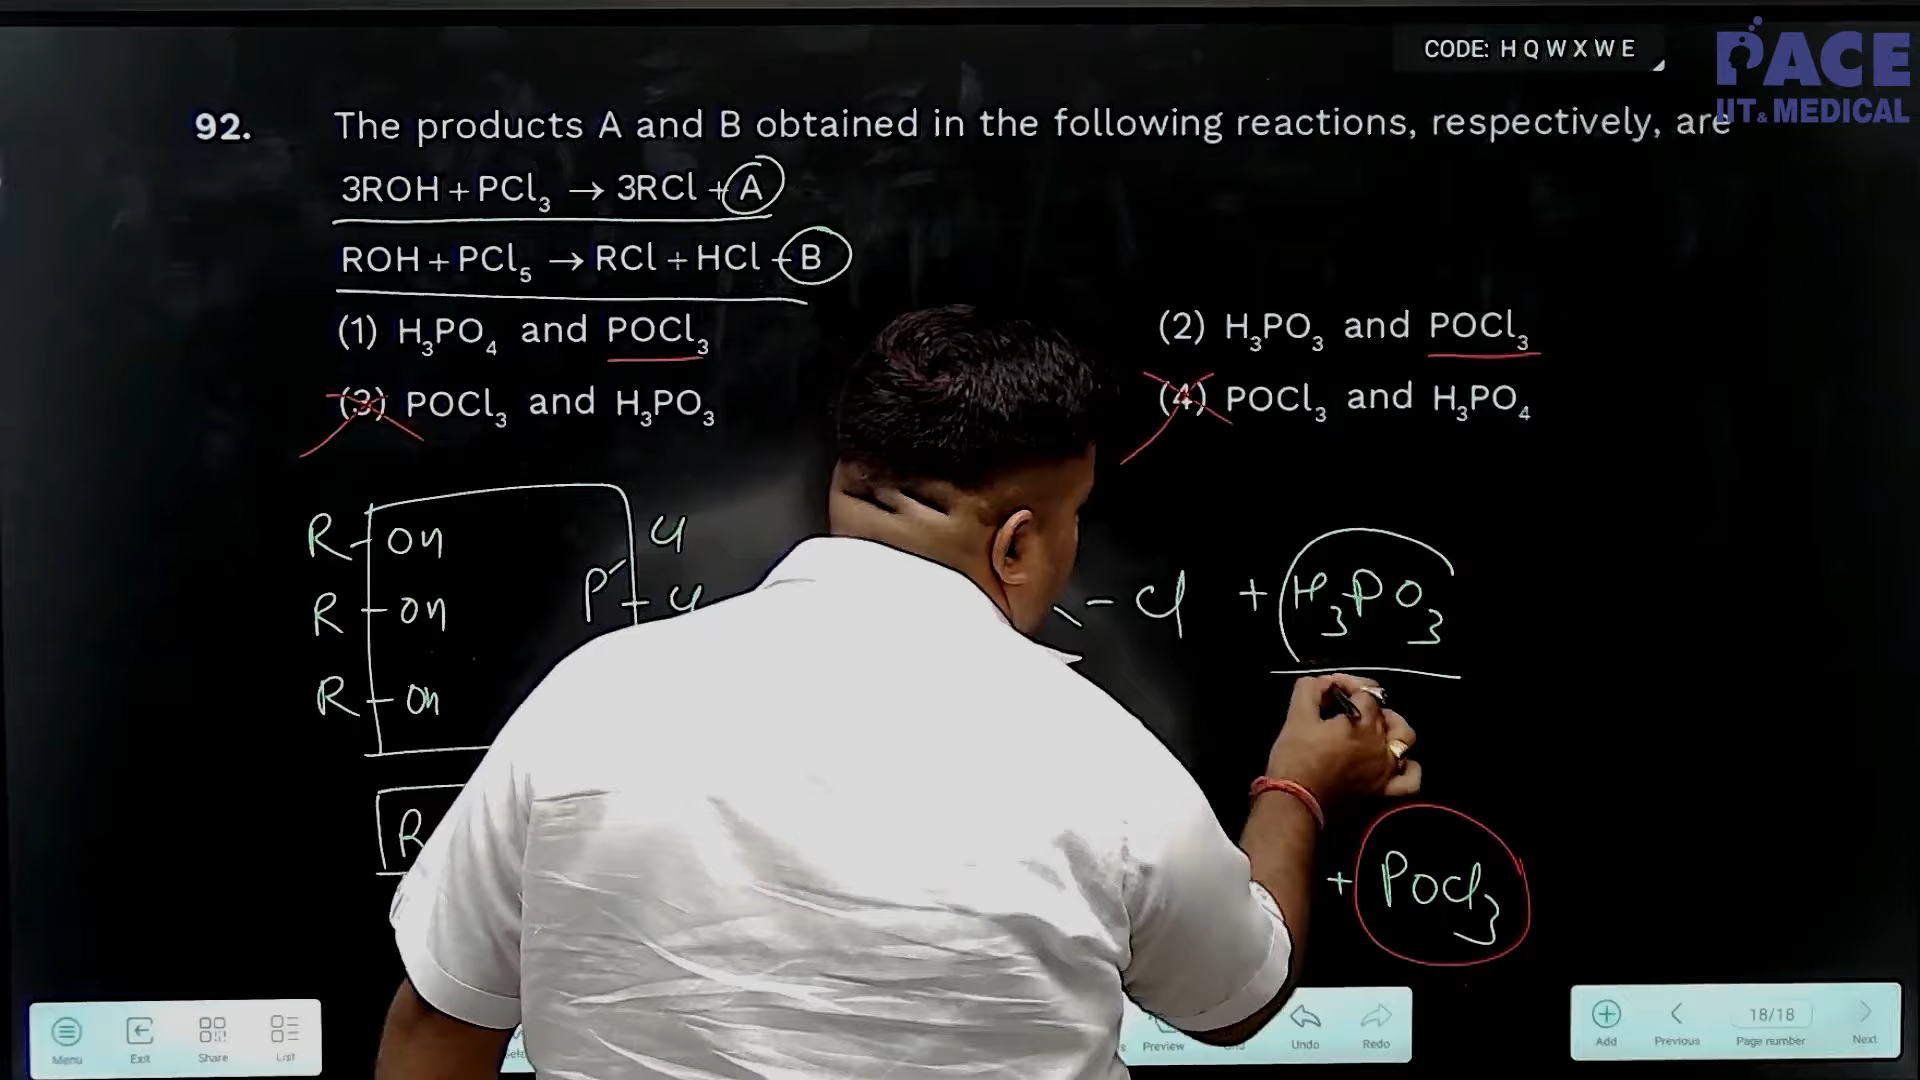 CODE: H Q W X W E
PACE
IIT & MEDICAL
92. The products A and B obtained in the following reactions, respectively, are
3ROH + PCl₃ → 3RCl + A
ROH + PCl₅ → RCl + HCl + B
(1) H₃PO₄ and POCl₃
(2) H₃PO₃ and POCl₃
(3) POCl₃ and H₃PO₃
(4) POCl₃ and H₃PO₄
R - OH
Cl
R - OH
P - Cl
- Cl + H₃PO₃
R - OH
R
+ POCl₃
Menu
Exit
Share
List
Preview
Undo
Redo
Add
Previous
18/18
Page number
Next